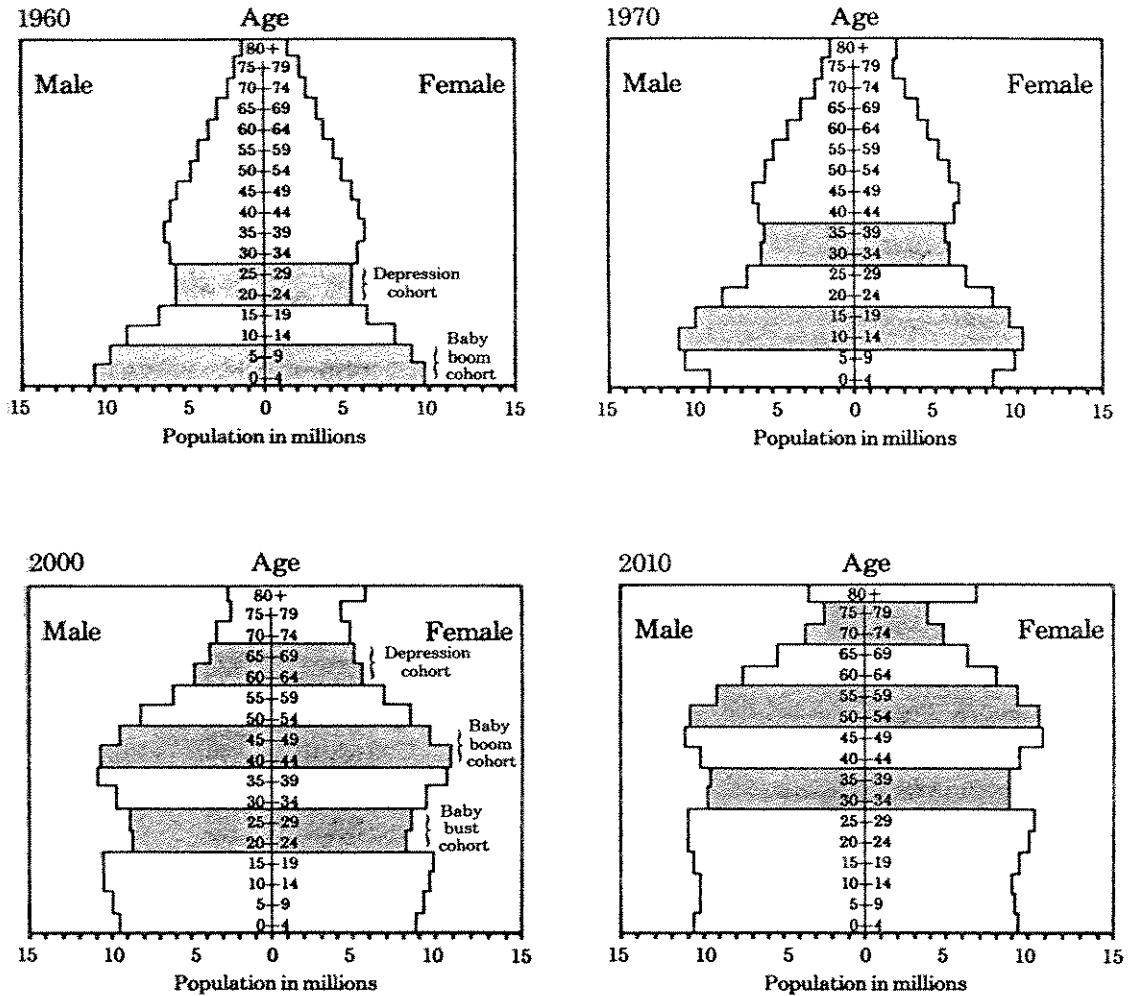 1960 Age
80+
Male Female
75-79
70-74
65-69
60-64
55-59
50-54
45-49
40-44
35-39
30-34
25-29
20-24
Depression
cohort
15-19
10-14
5-9
0-4
Baby
boom
cohort
15 10 5 0 5 10 15
Population in millions
1970 Age
80+
Male Female
75-79
70-74
65-69
60-64
55-59
50-54
45-49
40-44
35-39
30-34
25-29
20-24
15-19
10-14
5-9
0-4
15 10 5 0 5 10 15
Population in millions
2000 Age
80+
Male Female
75-79
70-74
65-69
60-64
Depression
cohort
55-59
50-54
45-49
40-44
Baby
boom
cohort
35-39
30-34
25-29
20-24
Baby
bust
cohort
15-19
10-14
5-9
0-4
15 10 5 0 5 10 15
Population in millions
2010 Age
80+
Male Female
75-79
70-74
65-69
60-64
55-59
50-54
45-49
40-44
35-39
30-34
25-29
20-24
15-19
10-14
5-9
0-4
15 10 5 0 5 10 15
Population in millions